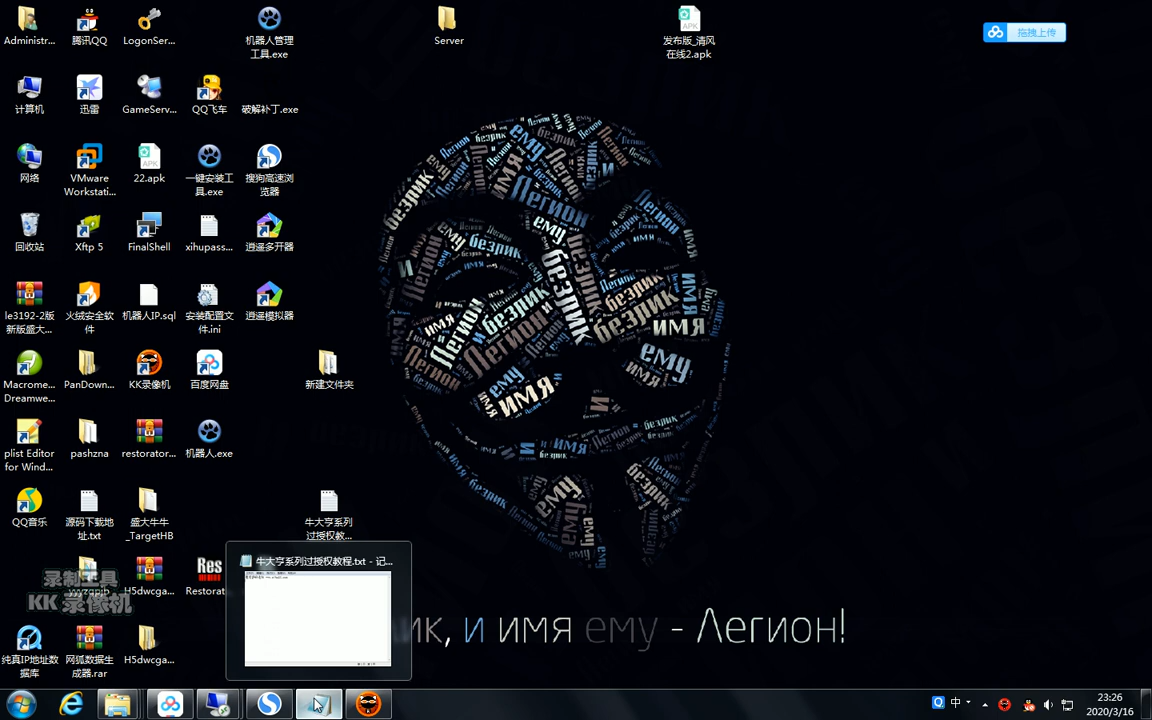 Administr...
腾讯QQ
LogonSer...
机器人管理
工具.exe
Server
APK
发布版_清风
在线2.apk
拖拽上传
计算机
迅雷
GameServ...
QQ飞车
破解补丁.exe
网络
VMware
Workstati...
APK
22.apk
一键安装工
具.exe
搜狗高速浏
览器
回收站
Xftp 5
FinalShell
xihupass...
逍遥多开器
le3192-2版
新版盛大...
火绒安全软
件
机器人IP.sql
安装配置文
件.ini
逍遥模拟器
Macrome...
Dreamwe...
PanDown...
KK录像机
百度网盘
新建文件夹
plist Editor
for Wind...
pashzna
restorator...
机器人.exe
QQ音乐
源码下载地
址.txt
盛大牛牛
_TargetHB
牛大亨系列
过授权教...
H5dwcga...
Res
Restorat
录制工具
KK 录像机
牛大亨系列过授权教程.txt - 记...
纯真IP地址数
据库
网狐数据生
成器.rar
H5dwcga...
Легион
ему
безлик
имя
и
ик, и имя ему - Легион!
中
23:26
2020/3/16